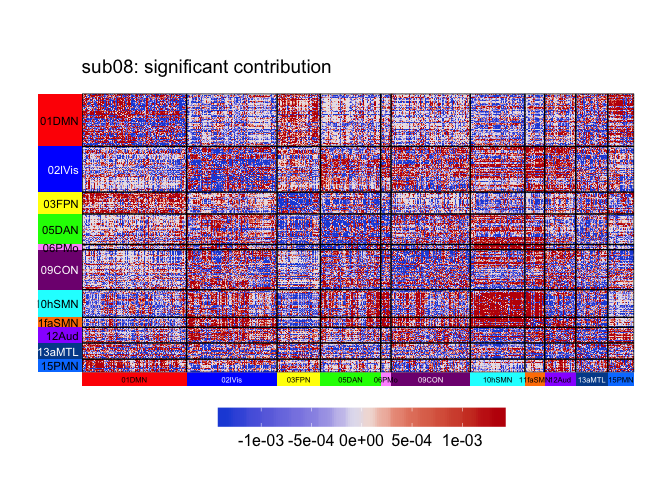 sub08: significant contribution
01DMN
02lVis
03FPN
05DAN
06PMo
09CON
10hSMN
1faSMN
12Aud
13aMTL
15PMN
01DMN 02lVis 03FPN 05DAN 06PMo 09CON 10hSMN 11faSMN 12Aud 13aMTL 15PMN
-1e-03 -5e-04 0e+00 5e-04 1e-03